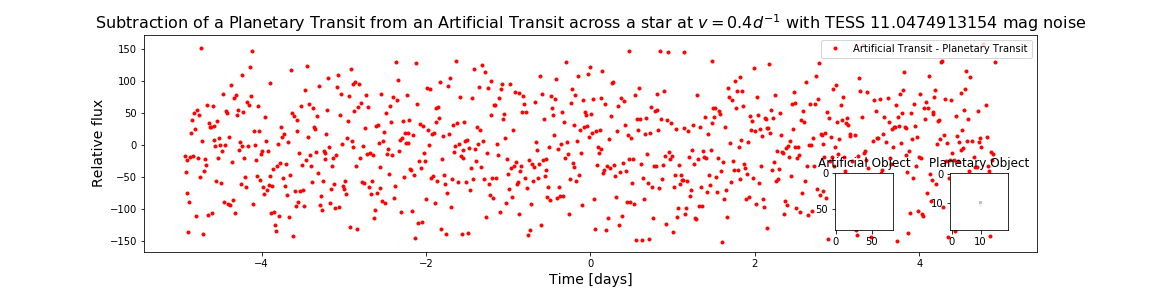 Subtraction of a Planetary Transit from an Artificial Transit across a star at v = 0.4d⁻¹ with TESS 11.0474913154 mag noise
Artificial Transit - Planetary Transit
Relative flux
150
100
50
0
−50
−100
−150
Artificial Object
0
50
0 50
Planetary Object
0
10
0 10
−4 −2 0 2 4
Time [days]